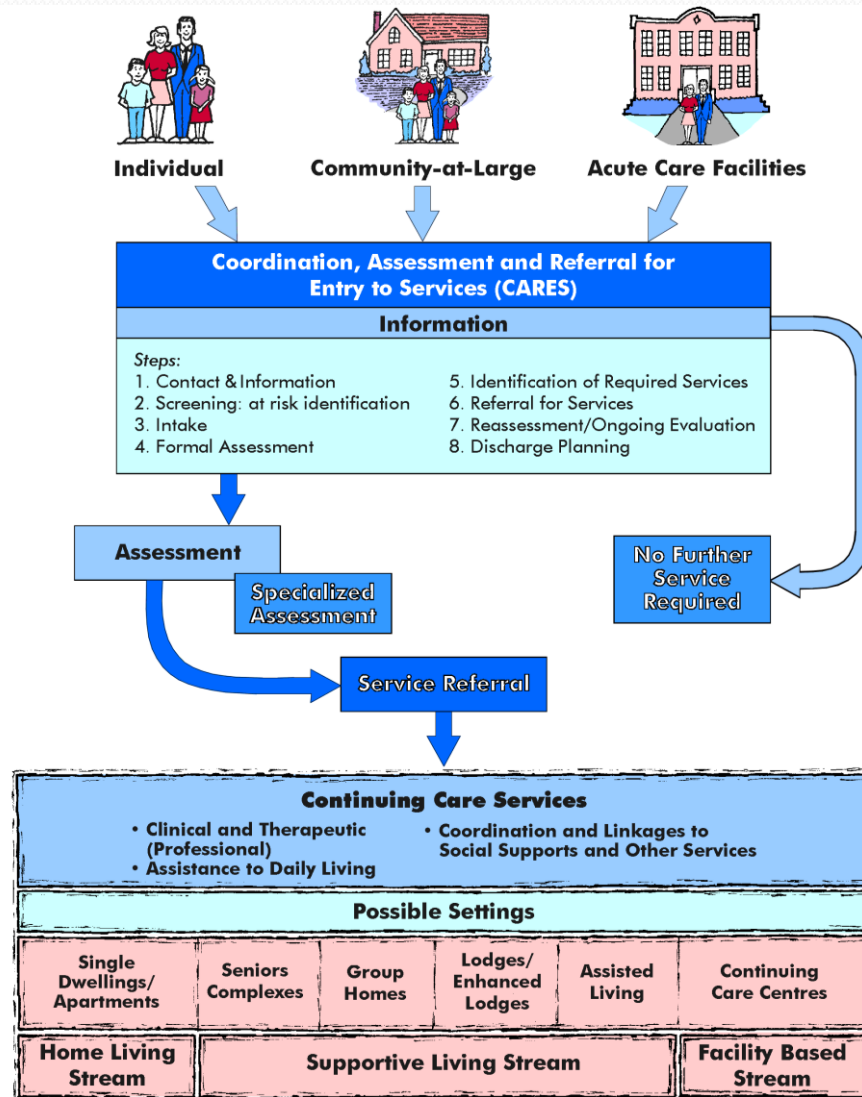 Individual
Community-at-Large
Acute Care Facilities
Coordination, Assessment and Referral for
Entry to Services (CARES)
Information
Steps:
1. Contact & Information
2. Screening: at risk identification
3. Intake
4. Formal Assessment
5. Identification of Required Services
6. Referral for Services
7. Reassessment/Ongoing Evaluation
8. Discharge Planning
Assessment
Specialized
Assessment
No Further
Service
Required
Service Referral
Continuing Care Services
• Clinical and Therapeutic
(Professional)
• Assistance to Daily Living
• Coordination and Linkages to
Social Supports and Other Services
Possible Settings
Single
Dwellings/
Apartments
Seniors
Complexes
Group
Homes
Lodges/
Enhanced
Lodges
Assisted
Living
Continuing
Care Centres
Home Living
Stream
Supportive Living Stream
Facility Based
Stream